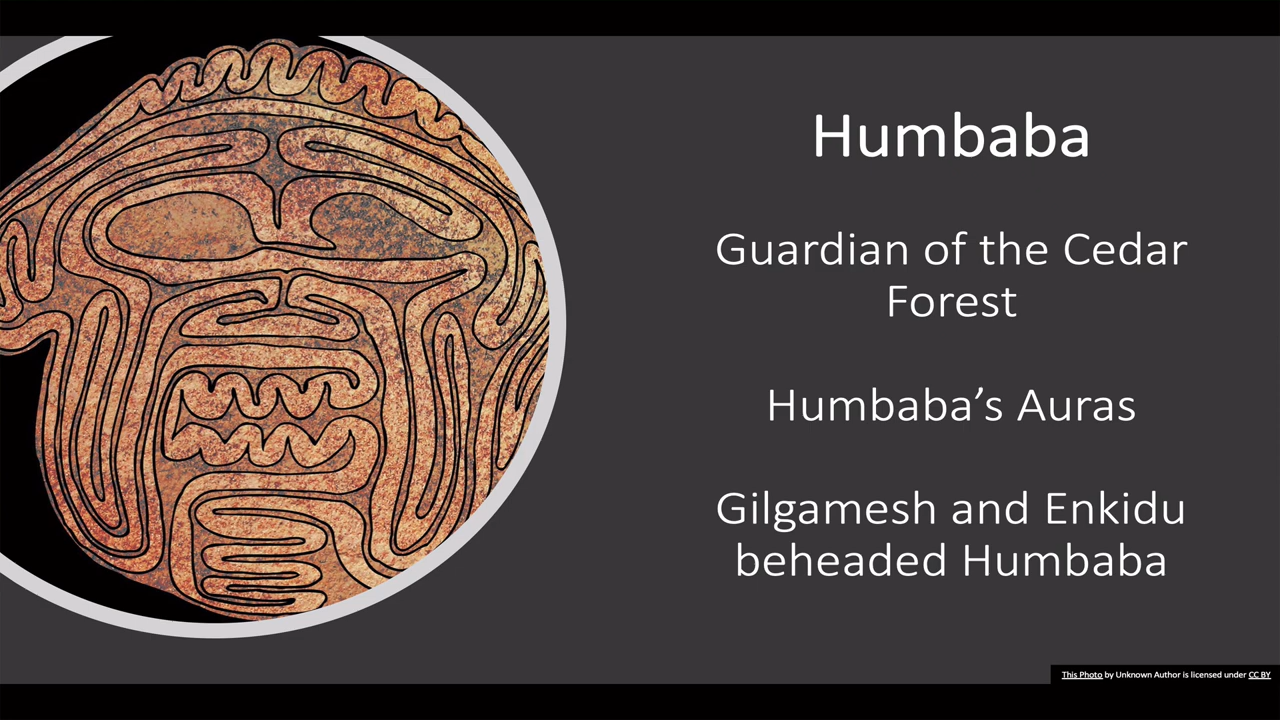 Humbaba
Guardian of the Cedar
Forest
Humbaba’s Auras
Gilgamesh and Enkidu
beheaded Humbaba
This Photo by Unknown Author is licensed under CC BY